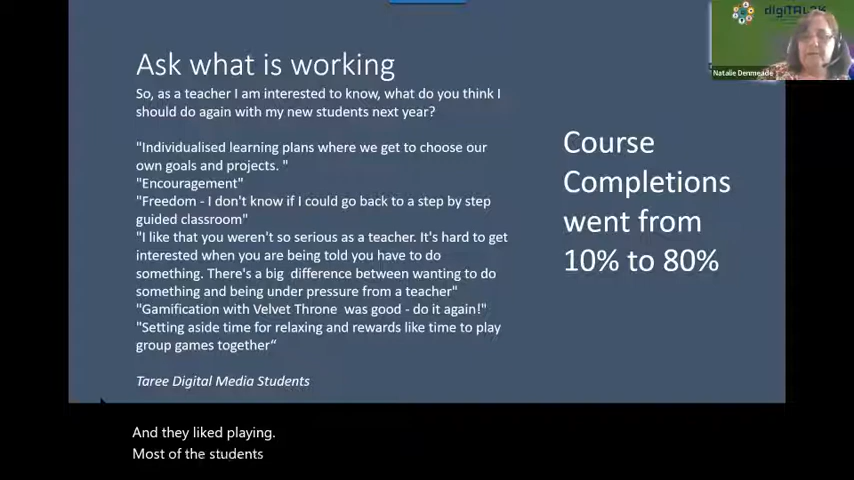 digiTAL2K
Natalie Denmeade
Ask what is working
So, as a teacher I am interested to know, what do you think I
should do again with my new students next year?
"Individualised learning plans where we get to choose our
own goals and projects. "
"Encouragement"
"Freedom - I don't know if I could go back to a step by step
guided classroom"
"I like that you weren't so serious as a teacher. It's hard to get
interested when you are being told you have to do
something. There's a big difference between wanting to do
something and being under pressure from a teacher"
"Gamification with Velvet Throne was good - do it again!"
"Setting aside time for relaxing and rewards like time to play
group games together“
Taree Digital Media Students
Course
Completions
went from
10% to 80%
And they liked playing.
Most of the students